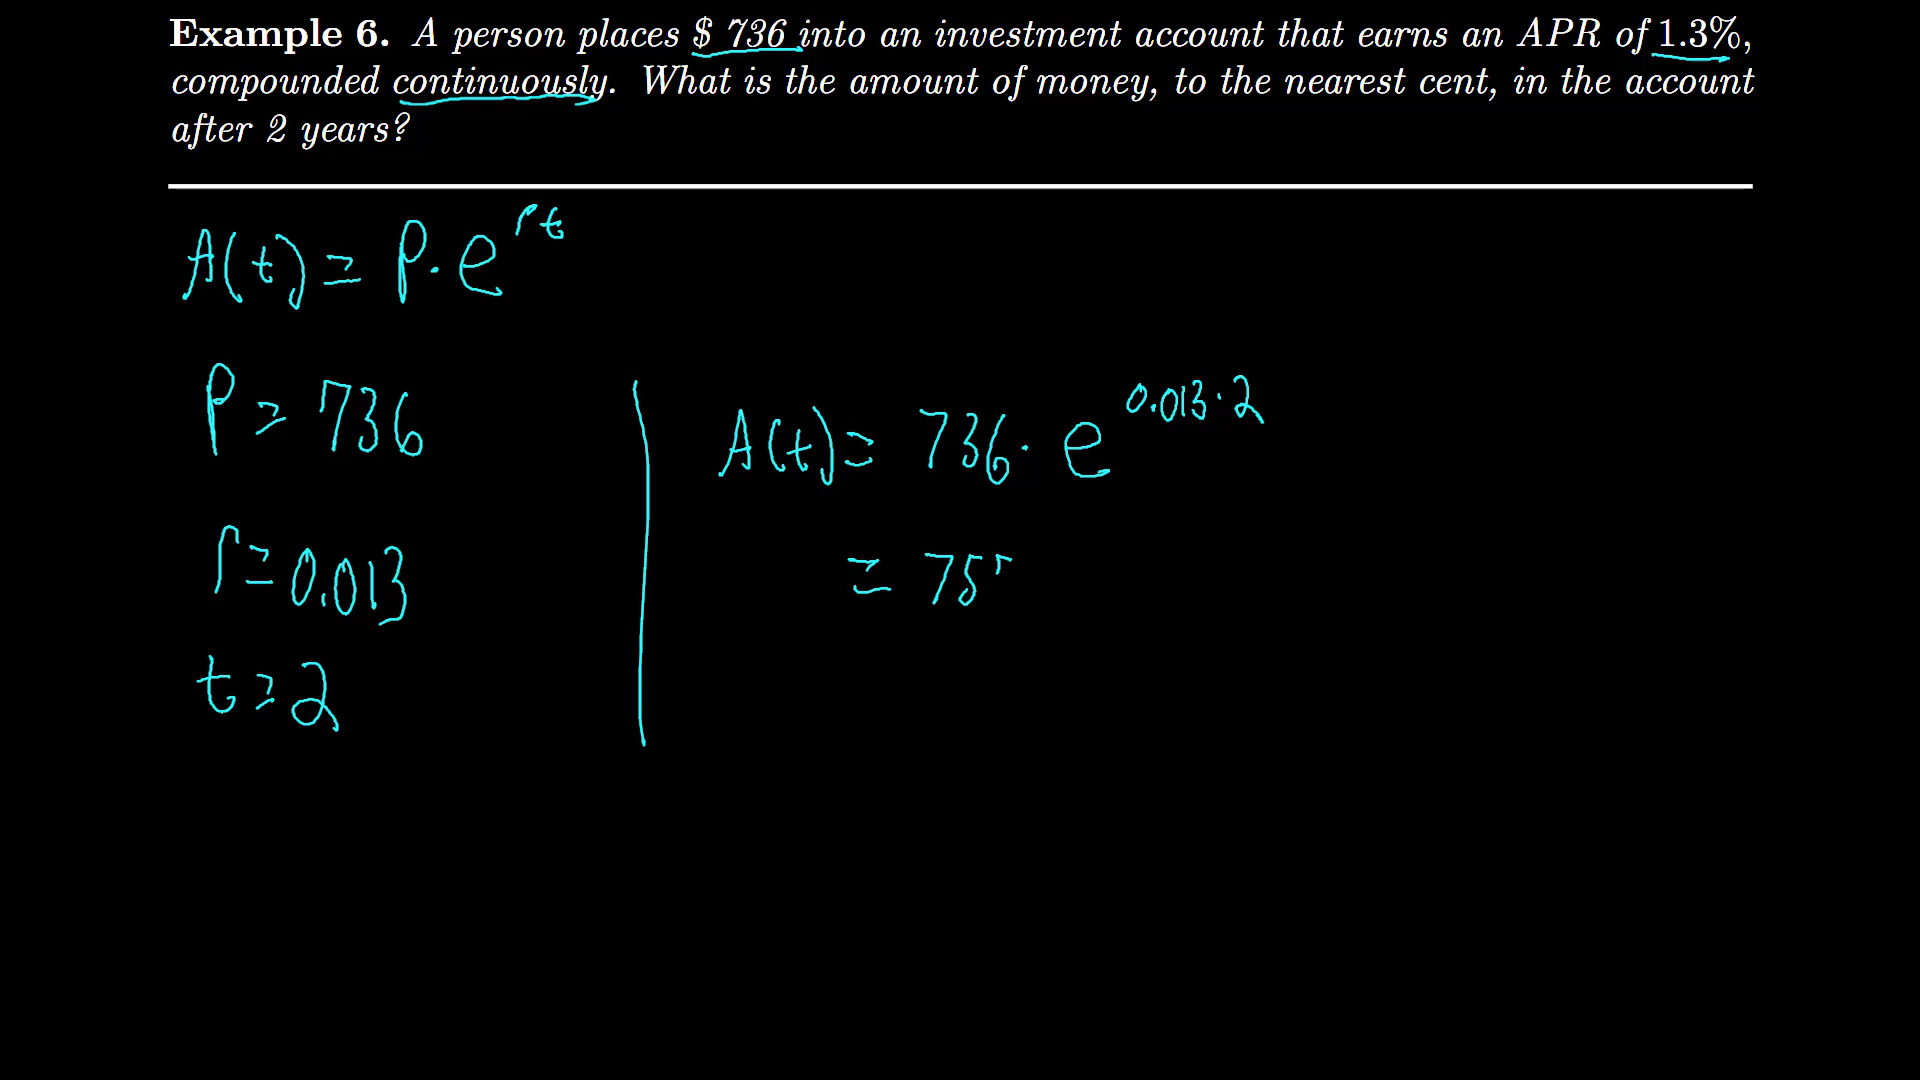 Example 6. A person places $ 736 into an investment account that earns an APR of 1.3%,
compounded continuously. What is the amount of money, to the nearest cent, in the account
after 2 years?
A(t) = P·e^rt
P = 736
r = 0.013
t = 2
A(t) = 736·e^0.013·2
= 75